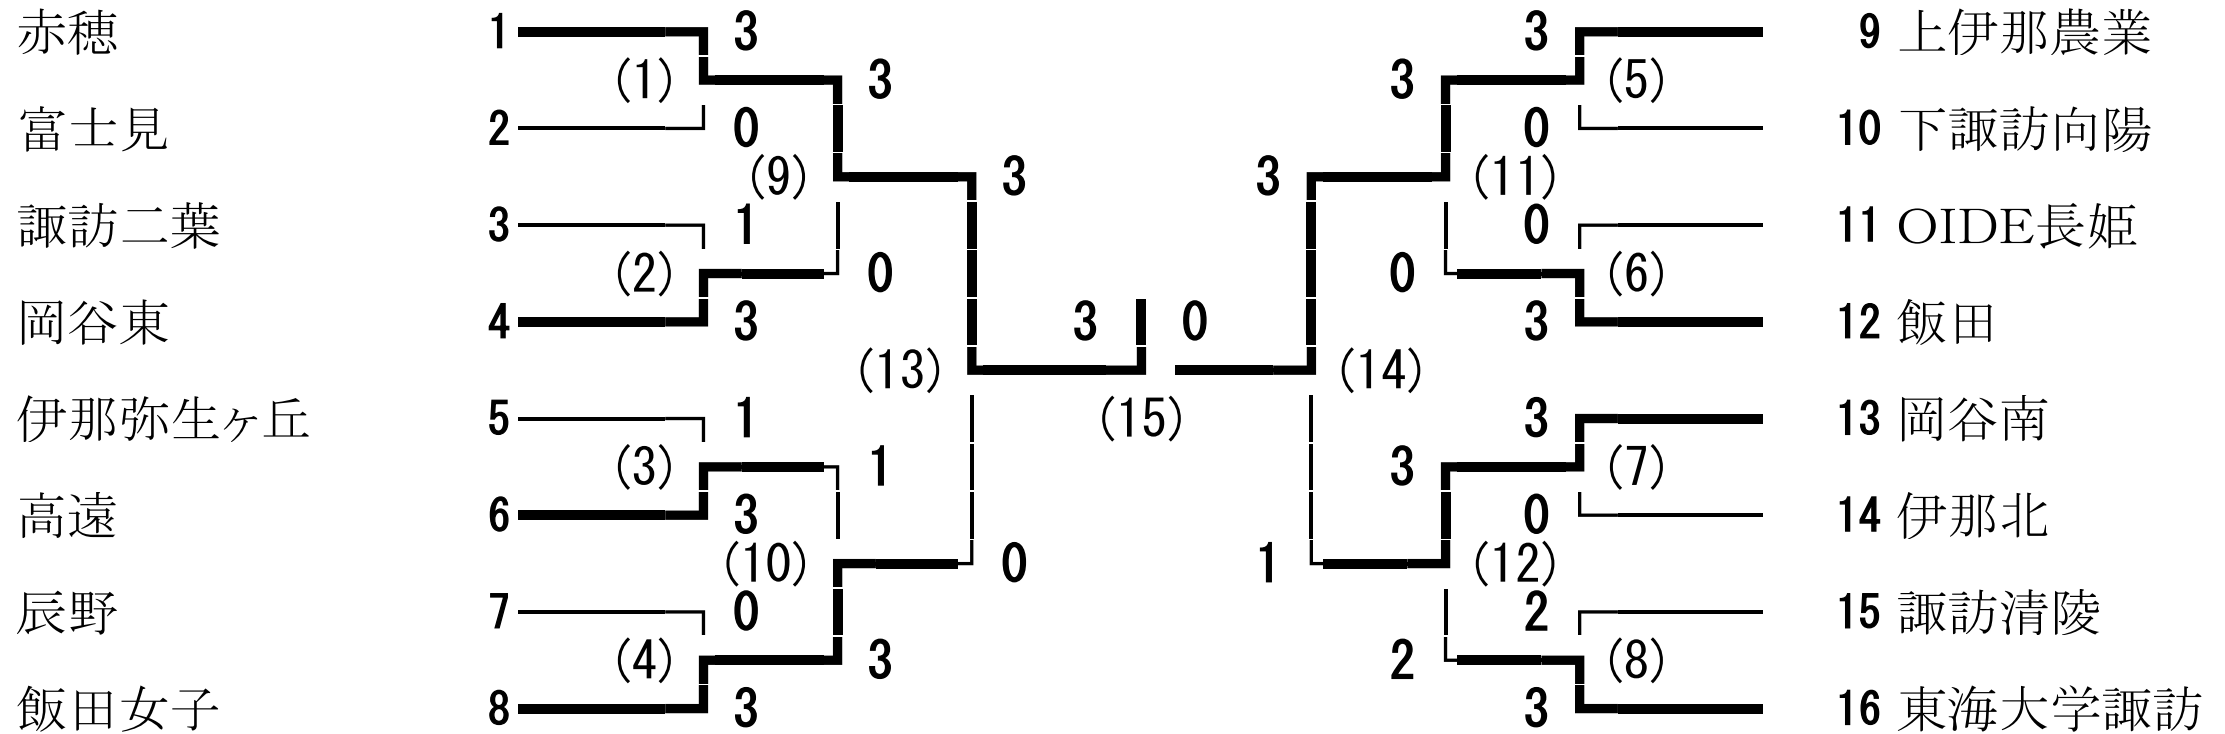 赤穂 1 3 3 9 上伊那農業
(1) 3 3 (5)
富士見 2 0 0 10 下諏訪向陽
(9) 3 3 (11)
諏訪二葉 3 1 0 11 OIDE長姫
(2) 0 0 (6)
岡谷東 4 3 3 0 3 12 飯田
(13) (14)
伊那弥生ヶ丘 5 1 (15) 3 13 岡谷南
(3) 1 3 (7)
高遠 6 3 0 14 伊那北
(10) 0 1 (12)
辰野 7 0 2 15 諏訪清陵
(4) 3 2 (8)
飯田女子 8 3 3 16 東海大学諏訪